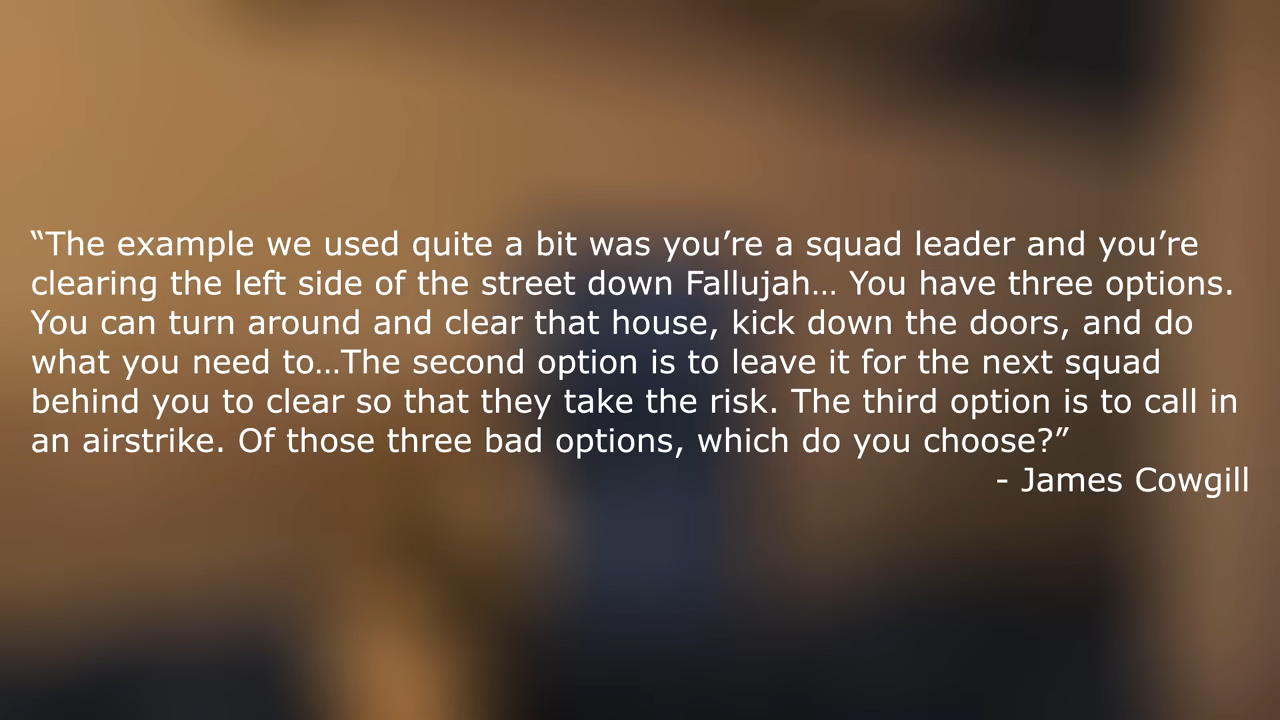 “The example we used quite a bit was you’re a squad leader and you’re
clearing the left side of the street down Fallujah… You have three options.
You can turn around and clear that house, kick down the doors, and do
what you need to…The second option is to leave it for the next squad
behind you to clear so that they take the risk. The third option is to call in
an airstrike. Of those three bad options, which do you choose?”
- James Cowgill